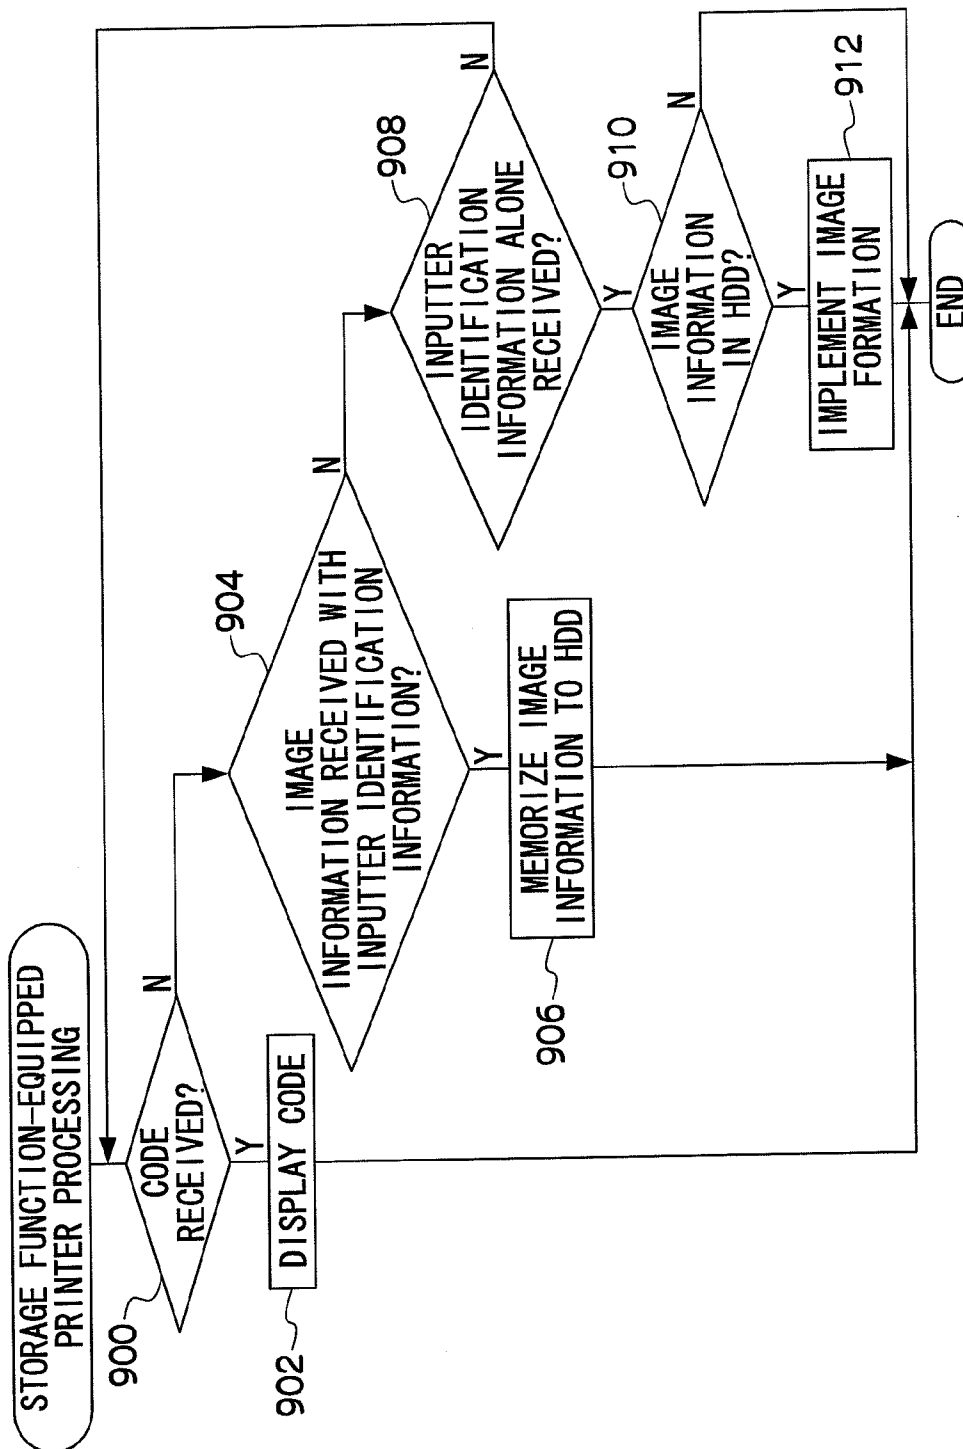 STORAGE FUNCTION-EQUIPPED
PRINTER PROCESSING
900
CODE
RECEIVED?
N
Y
902
DISPLAY CODE
904
IMAGE
INFORMATION RECEIVED WITH
INPUTTER IDENTIFICATION
INFORMATION?
N
Y
906
MEMORIZE IMAGE
INFORMATION TO HDD
908
INPUTTER
IDENTIFICATION
INFORMATION ALONE
RECEIVED?
N
Y
910
IMAGE
INFORMATION
IN HDD?
N
Y
912
IMPLEMENT IMAGE
FORMATION
END